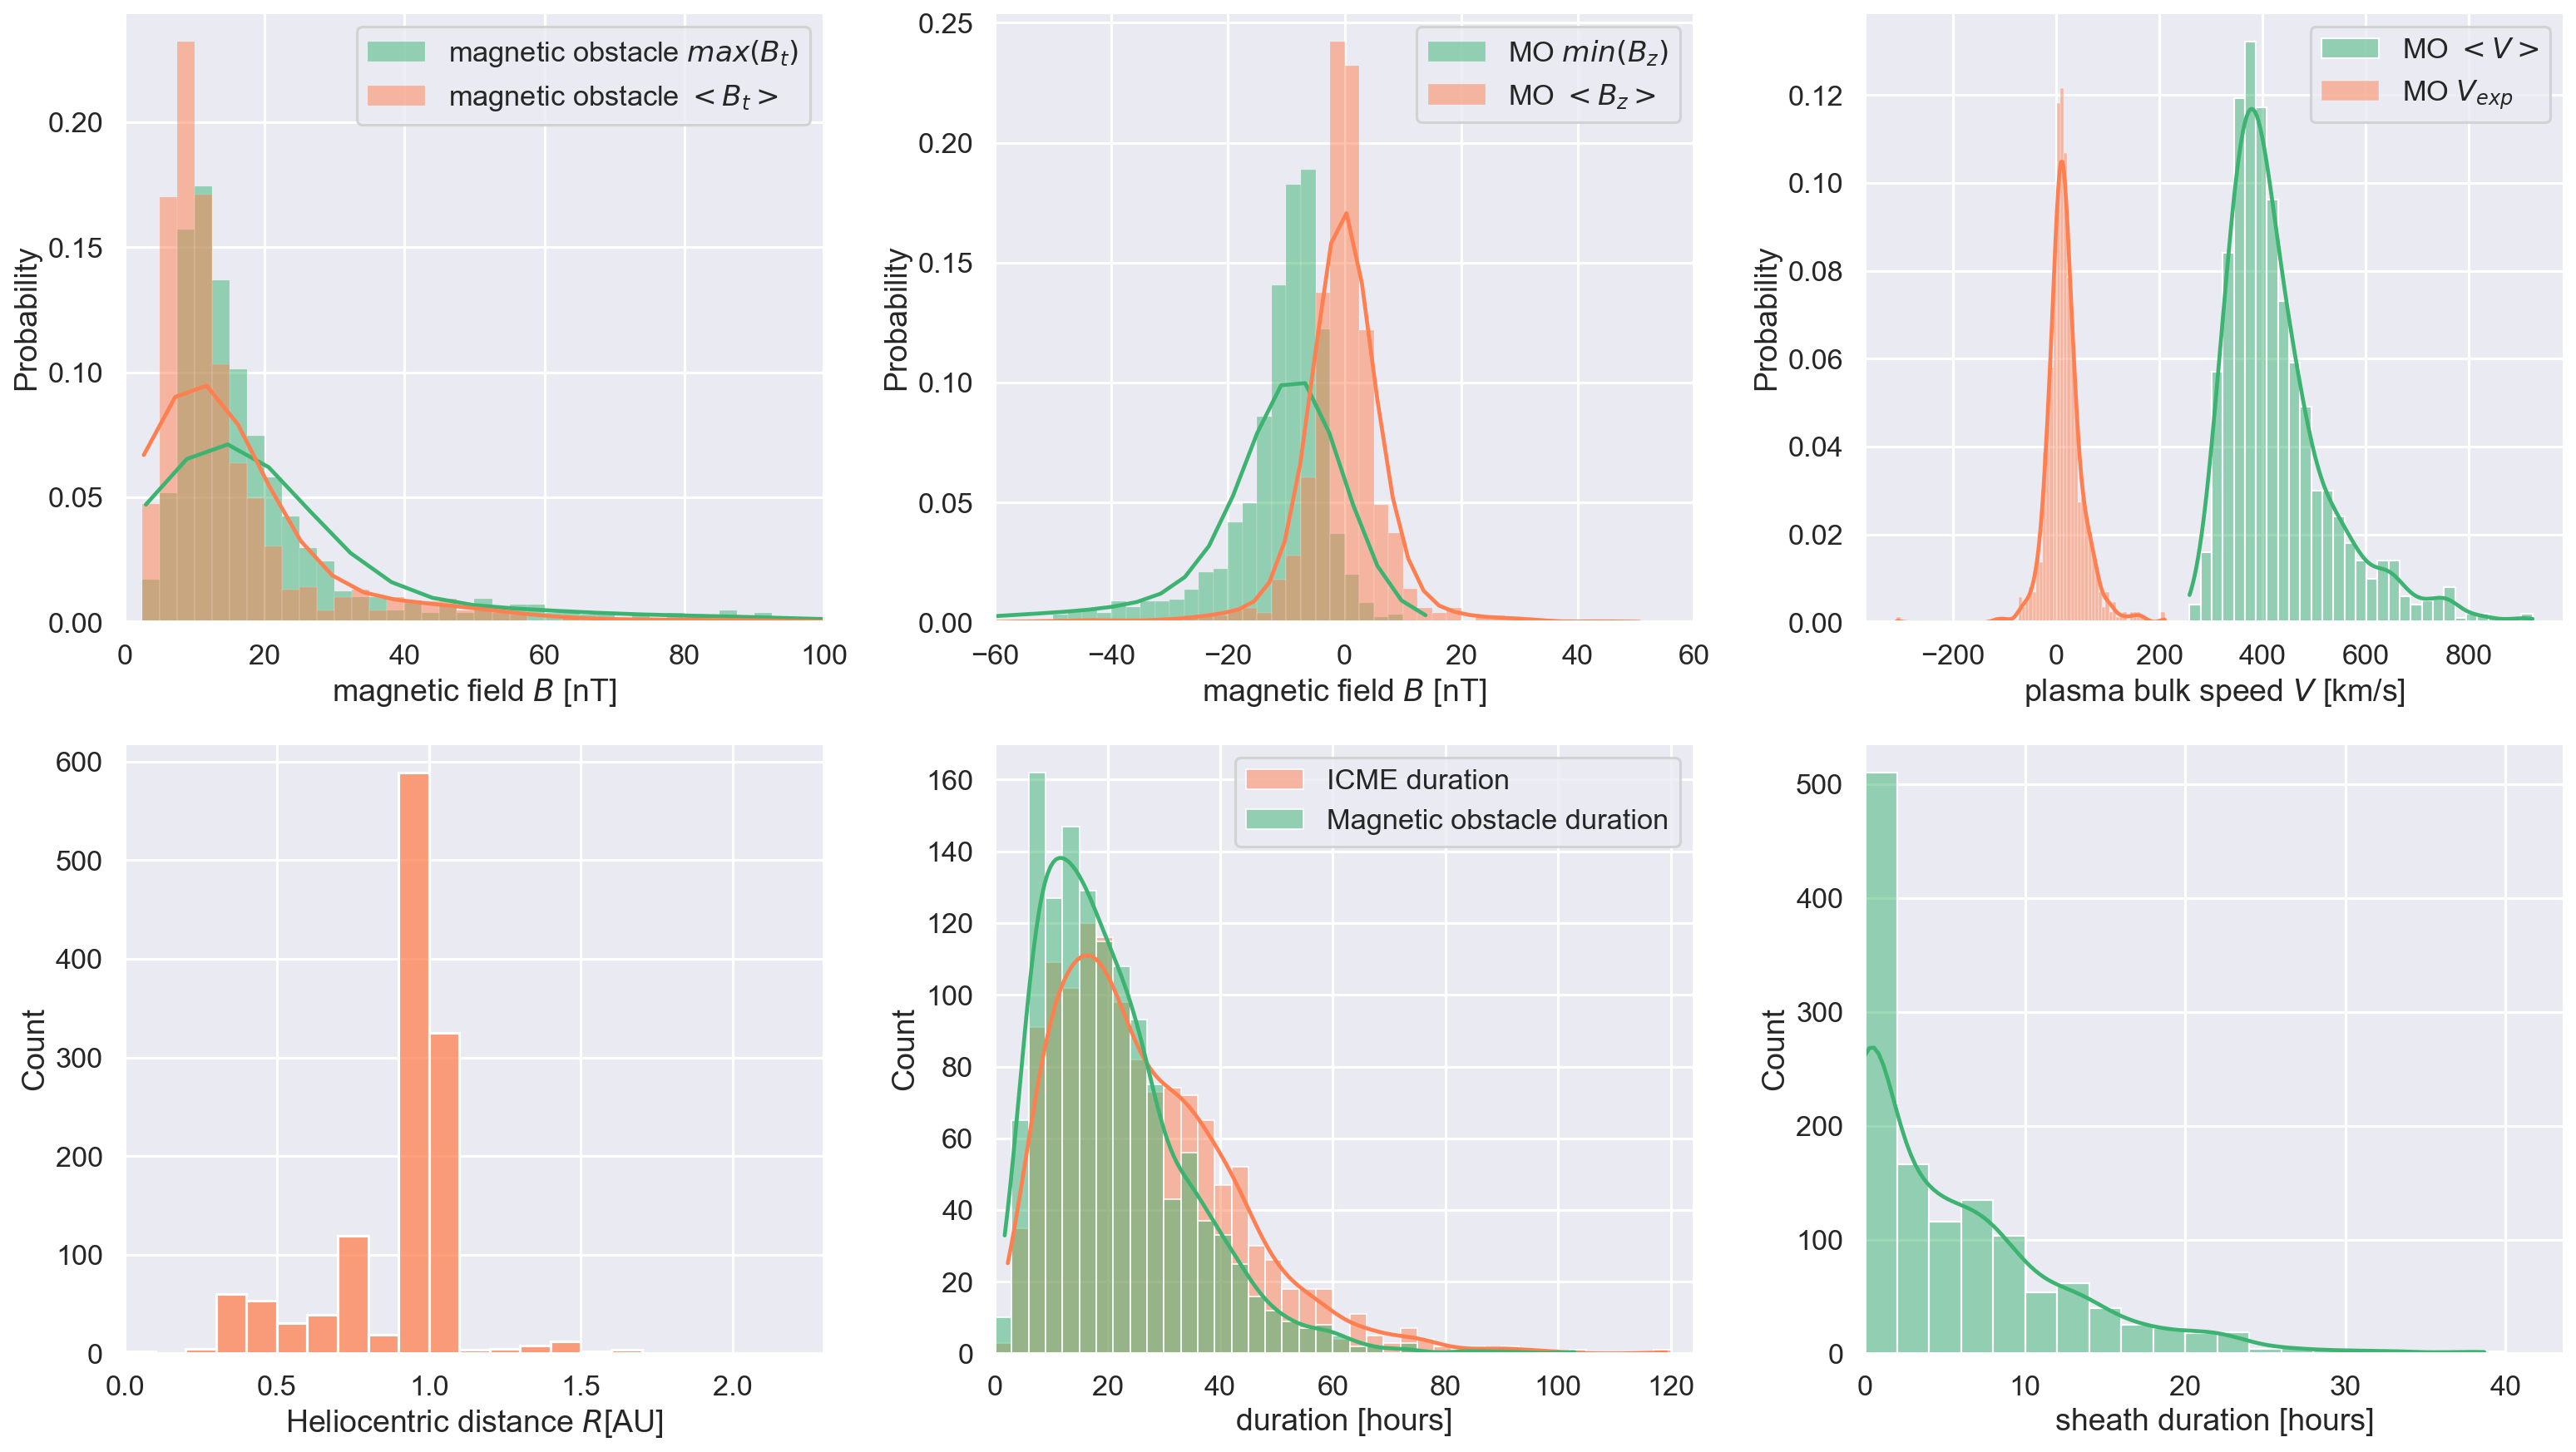 magnetic obstacle max(B_t)
magnetic obstacle <B_t>
Probability
0.20
0.15
0.10
0.05
0.00
0 20 40 60 80 100
magnetic field B [nT]
MO min(B_z)
MO <B_z>
Probability
0.25
0.20
0.15
0.10
0.05
0.00
−60 −40 −20 0 20 40 60
magnetic field B [nT]
MO <V>
MO V_exp
Probability
0.12
0.10
0.08
0.06
0.04
0.02
0.00
−200 0 200 400 600 800
plasma bulk speed V [km/s]
Count
600
500
400
300
200
100
0
0.0 0.5 1.0 1.5 2.0
Heliocentric distance R[AU]
ICME duration
Magnetic obstacle duration
Count
160
140
120
100
80
60
40
20
0
0 20 40 60 80 100 120
duration [hours]
Count
500
400
300
200
100
0
0 10 20 30 40
sheath duration [hours]